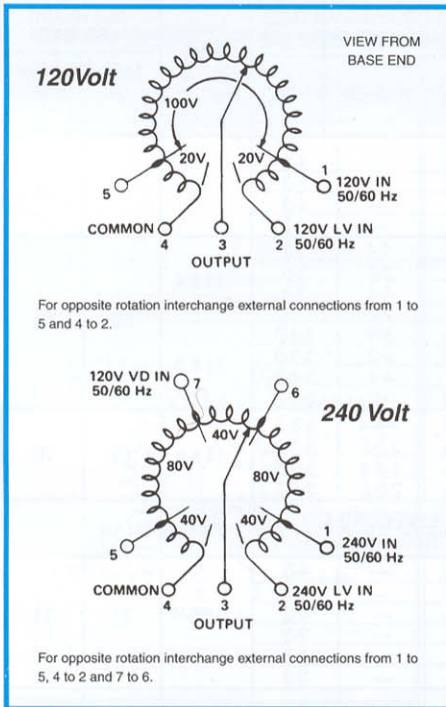 VIEW FROM
BASE END
120Volt
100V
20V
20V
5
1
120V IN
50/60 Hz
COMMON
4
3
2
120V LV IN
50/60 Hz
OUTPUT
For opposite rotation interchange external connections from 1 to
5 and 4 to 2.
120V VD IN
50/60 Hz
7
6
240 Volt
40V
80V
80V
40V
40V
5
1
240V IN
50/60 Hz
COMMON
4
3
2
240V LV IN
50/60 Hz
OUTPUT
For opposite rotation interchange external connections from 1 to
5, 4 to 2 and 7 to 6.